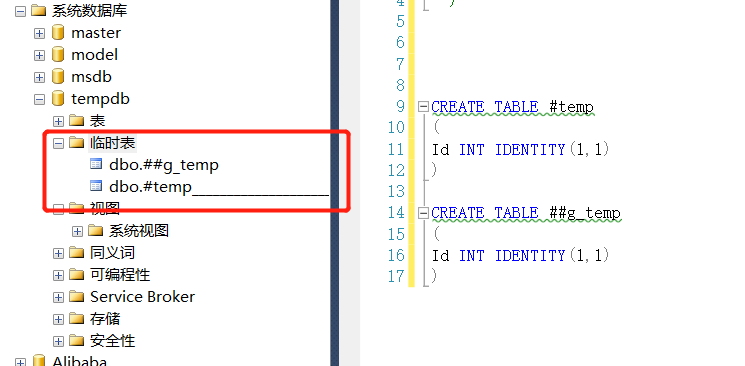 系统数据库
master
model
msdb
tempdb
表
临时表
dbo.##g_temp
dbo.#temp__________________
视图
系统视图
同义词
可编程性
Service Broker
存储
安全性
Alibaba
4 )
5
6
7
8
9 CREATE TABLE #temp
10 (
11 Id INT IDENTITY(1,1)
12 )
13
14 CREATE TABLE ##g_temp
15 (
16 Id INT IDENTITY(1,1)
17 )